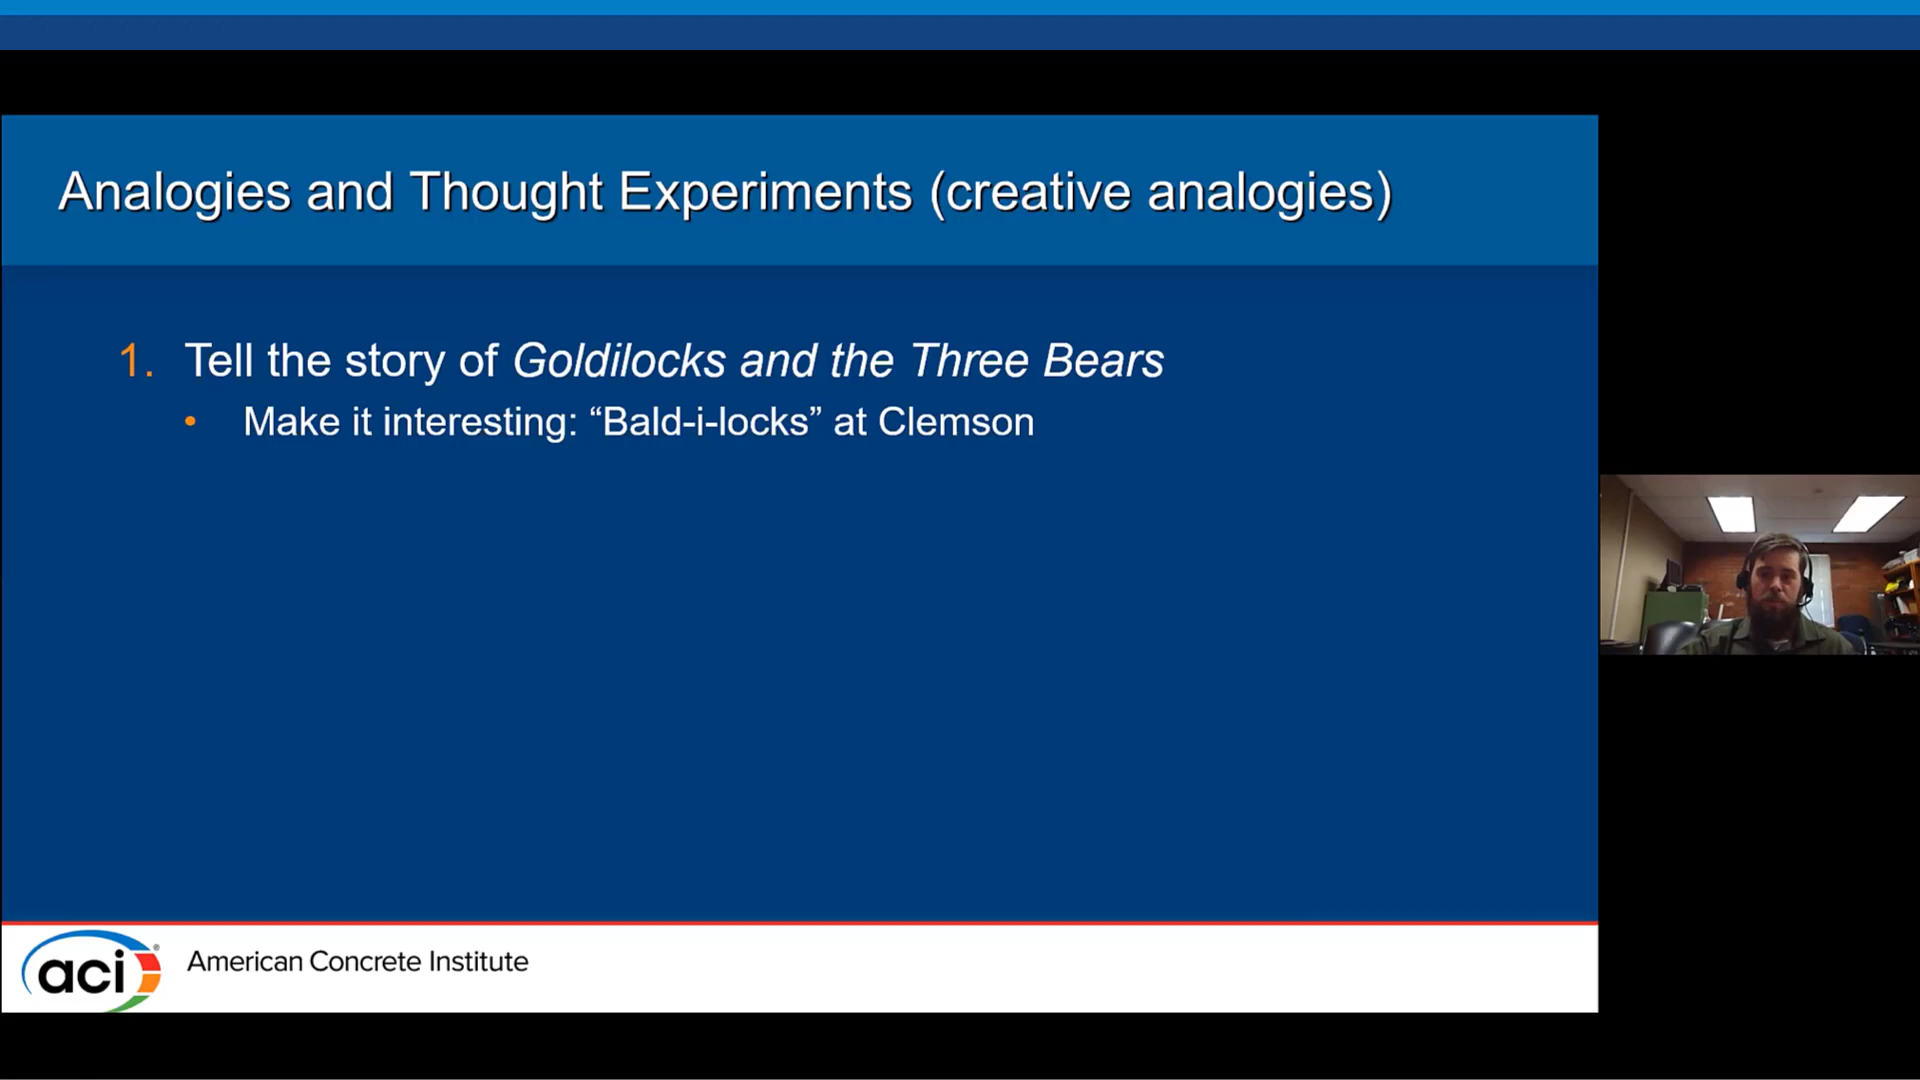 Analogies and Thought Experiments (creative analogies)
1. Tell the story of Goldilocks and the Three Bears
• Make it interesting: “Bald-i-locks” at Clemson
aci®
American Concrete Institute